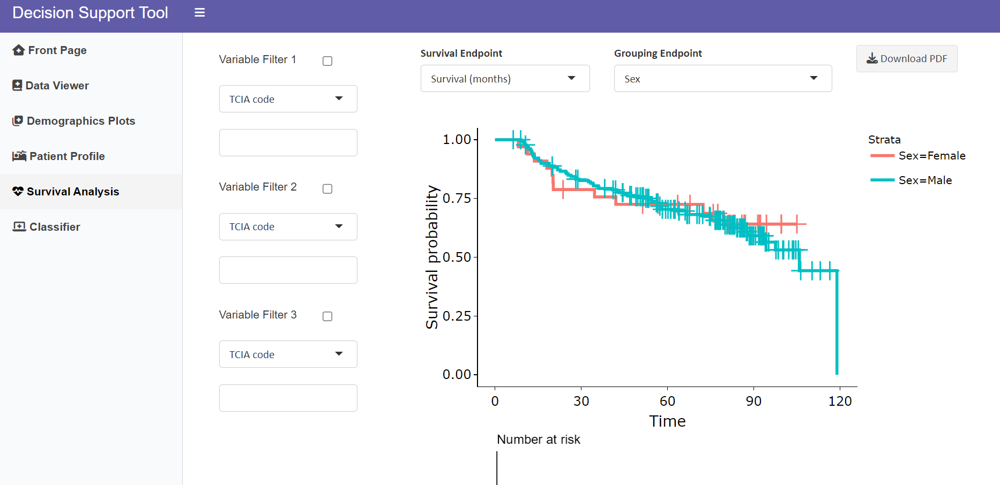 Decision Support Tool
Front Page
Data Viewer
Demographics Plots
Patient Profile
Survival Analysis
Classifier
Variable Filter 1
TCIA code
Variable Filter 2
TCIA code
Variable Filter 3
TCIA code
Survival Endpoint
Survival (months)
Grouping Endpoint
Sex
Download PDF
Survival probability
1.00
0.75
0.50
0.25
0.00
0 30 60 90 120
Time
Strata
Sex=Female
Sex=Male
Number at risk